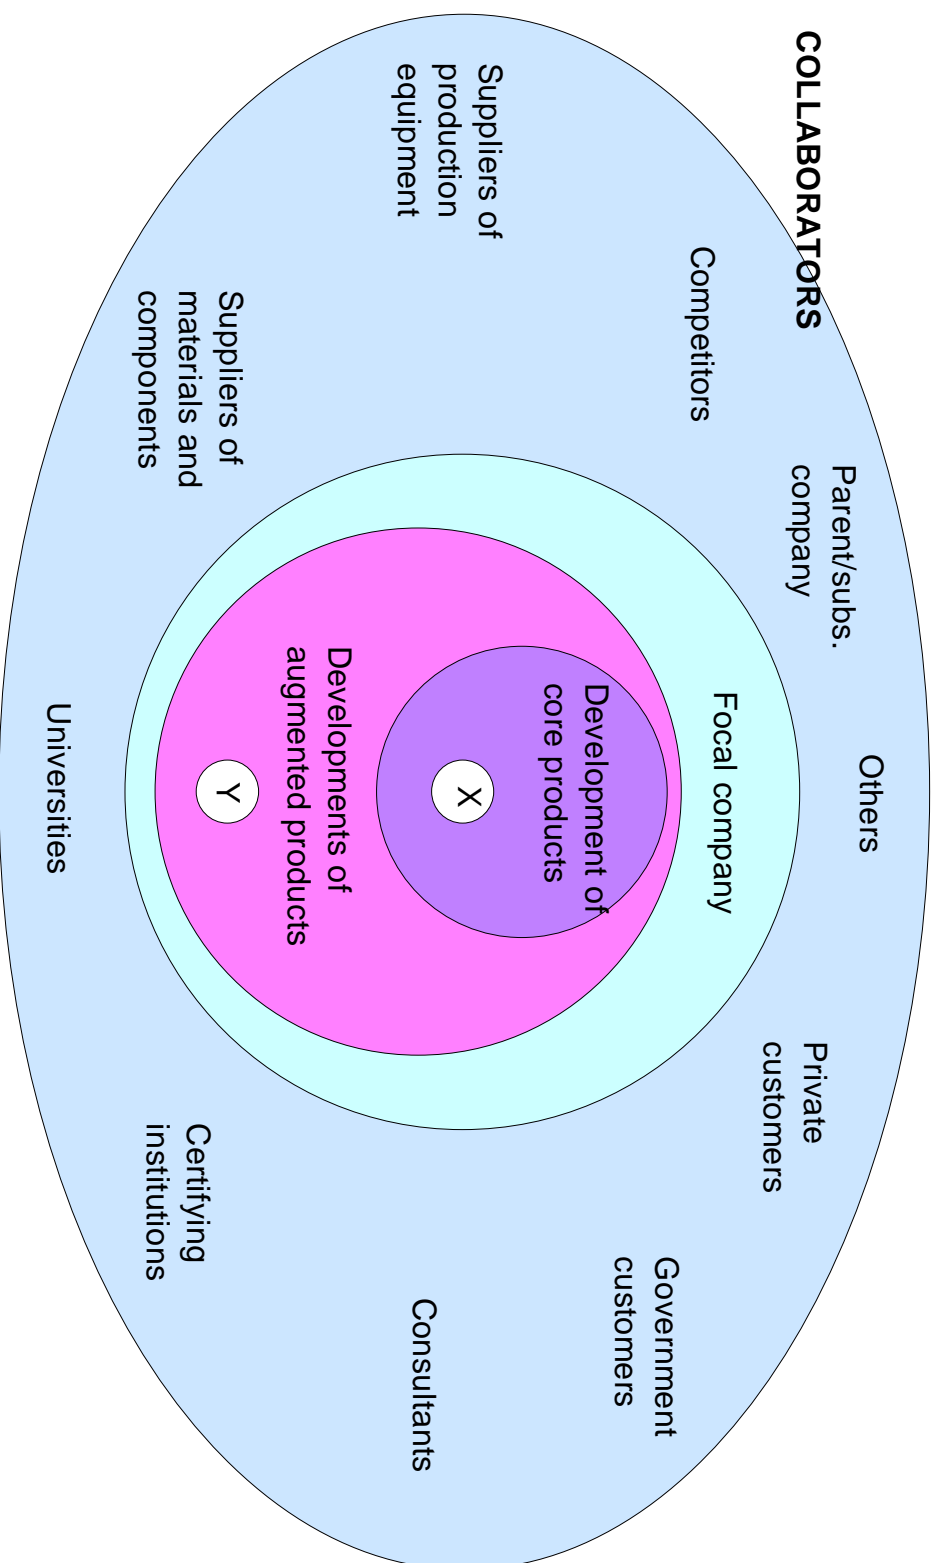 COLLABORATORS
Others
Parent/subs.
company
Private
customers
Competitors
Focal company
Government
customers
Development of
core products
X
Suppliers of
production
equipment
Consultants
Developments of
augmented products
Y
Suppliers of
materials and
components
Certifying
institutions
Universities